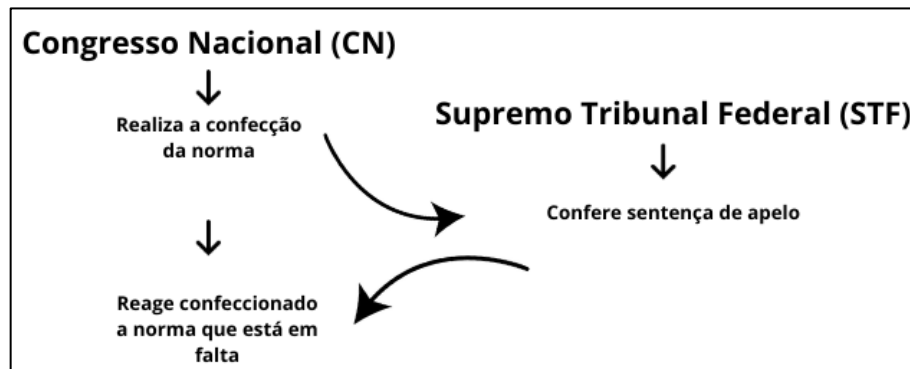 Congresso Nacional (CN)
Realiza a confecção
da norma
Supremo Tribunal Federal (STF)
Confere sentença de apelo
Reage confeccionado
a norma que está em
falta